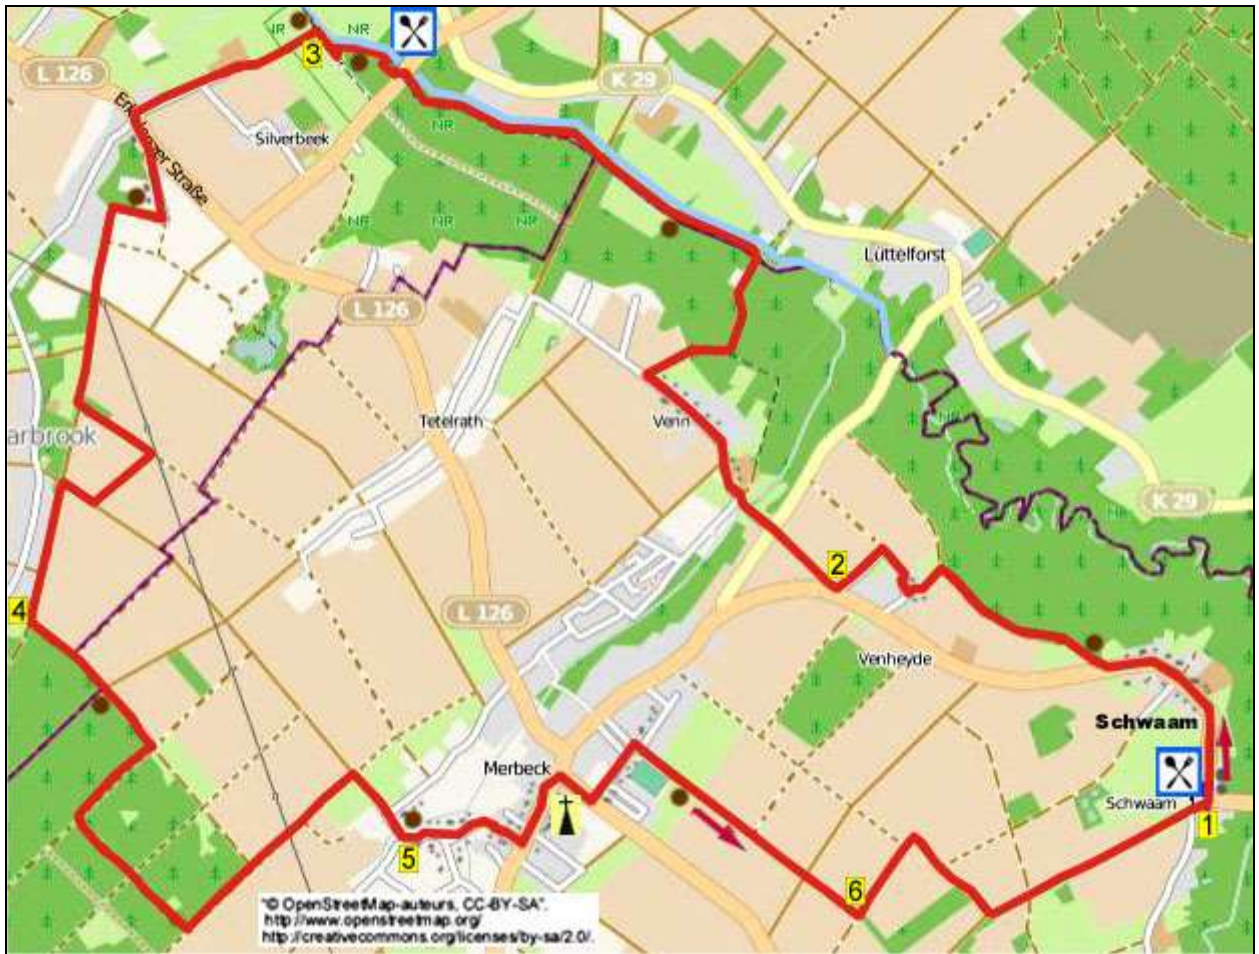 NR
NR
3
L 126
K 29
Silverbeek
NR
Straße
NR
NR
NR
Lüttelforst
L 126
Tetelrath
Venn
arbrook
NR
K 29
2
4
L 126
Venheyde
Schwaam
Merbeck
Schwaam
1
5
6
"© OpenStreetMap-auteurs, CC-BY-SA".
http://www.openstreetmap.org/
http://creativecommons.org/licenses/by-sa/2.0/.